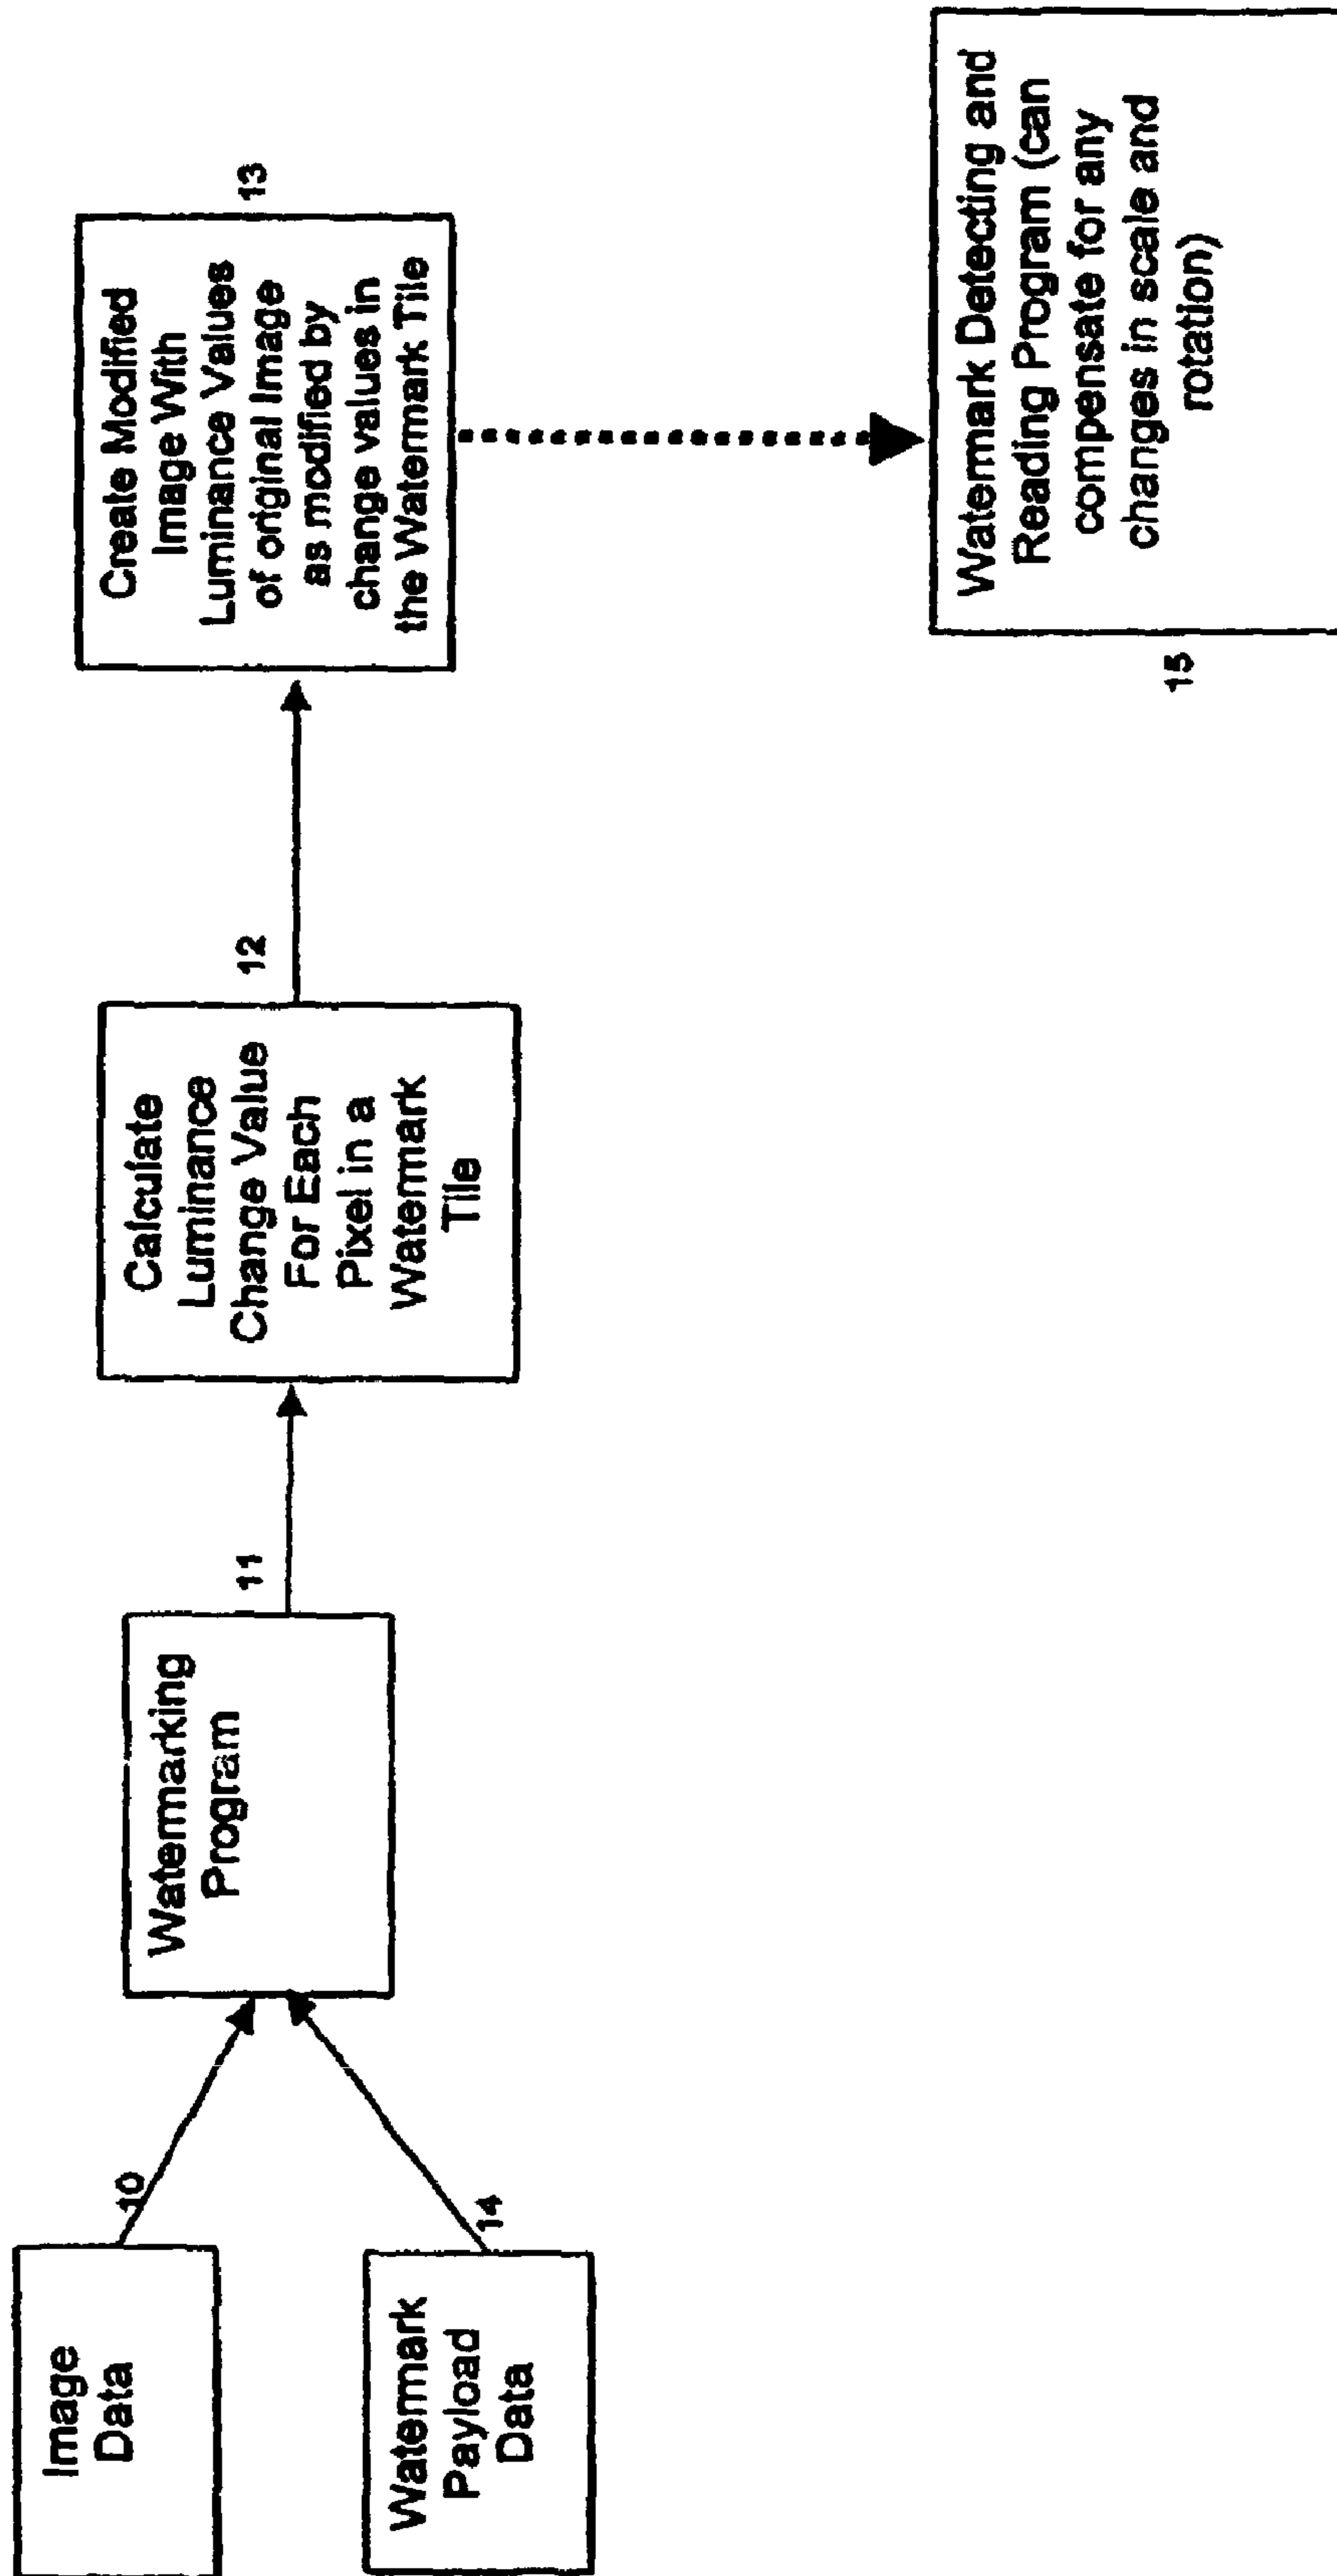 Image
Data
10
Watermark
Payload
Data
14
Watermarking
Program
11
Calculate
Luminance
Change Value
For Each
Pixel in a
Watermark
Tile
12
Create Modified
Image With
Luminance Values
of original Image
as modified by
change values in
the Watermark Tile
13
Watermark Detecting and
Reading Program (can
compensate for any
changes in scale and
rotation)
15